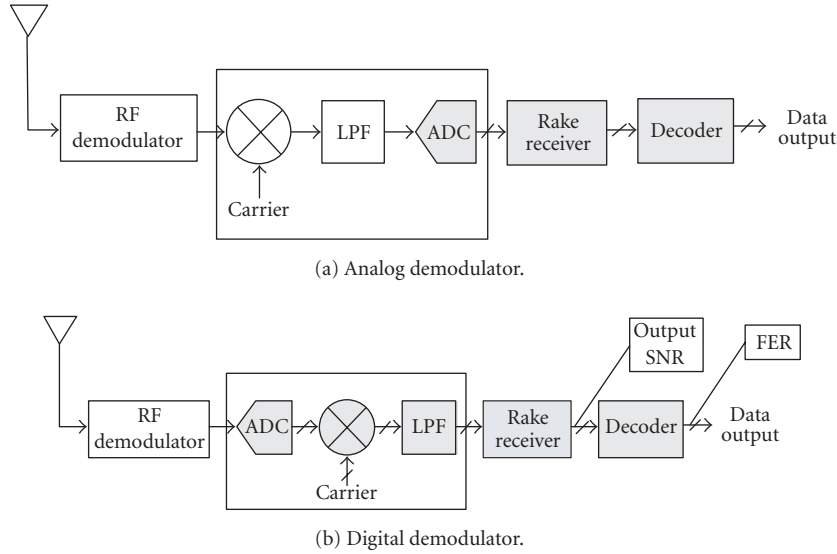 RF
demodulator
LPF
ADC
Rake
receiver
Decoder
Data
output
Carrier
(a) Analog demodulator.
Output
SNR
FER
RF
demodulator
ADC
LPF
Rake
receiver
Decoder
Data
output
Carrier
(b) Digital demodulator.